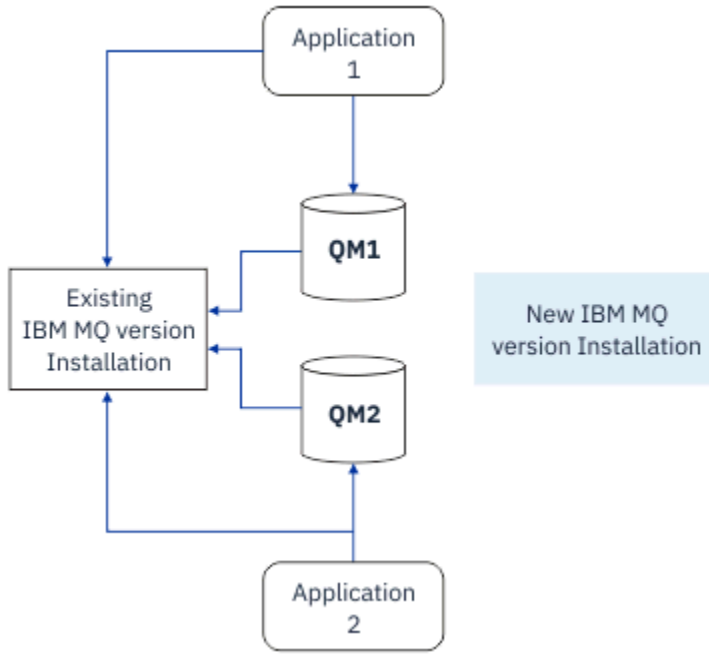 Application
1
QM1
Existing
IBM MQ version
Installation
New IBM MQ
version Installation
QM2
Application
2